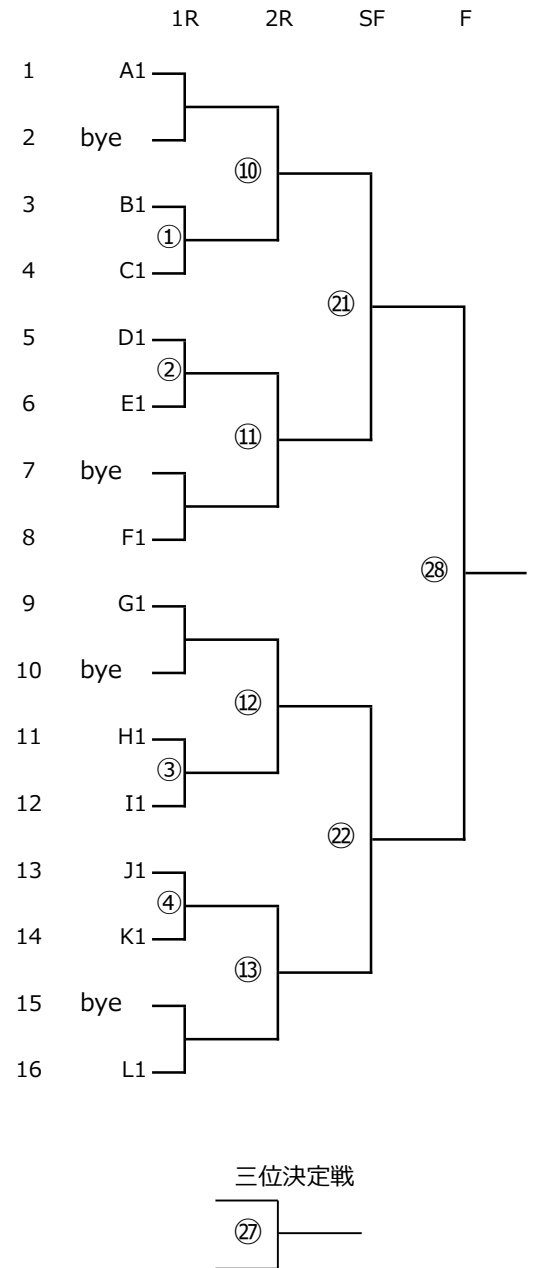 1R 2R SF F
1 A1
2 bye
⑩
3 B1
①
4 C1
㉑
5 D1
②
6 E1
⑪
7 bye
8 F1
㉘
9 G1
10 bye
⑫
11 H1
③
12 I1
㉒
13 J1
④
14 K1
⑬
15 bye
16 L1
三位決定戦
㉗